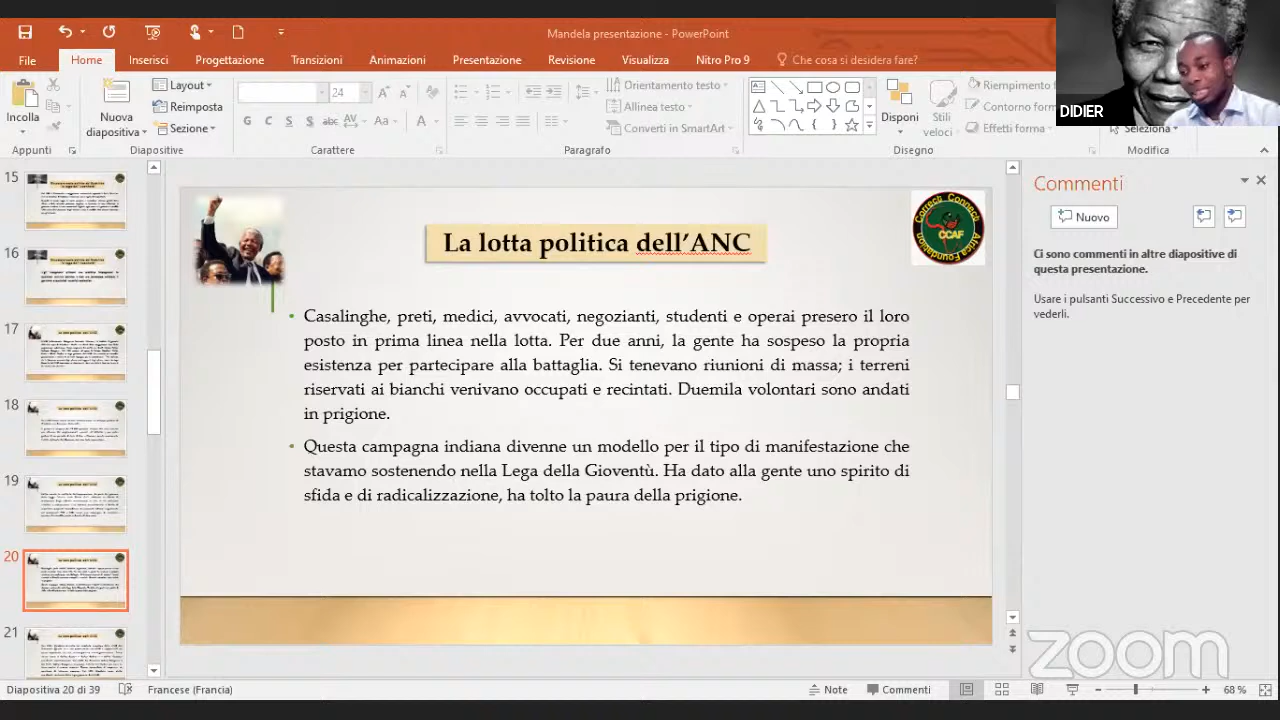 Mandela presentazione - PowerPoint
File Home Inserisci Progettazione Transizioni Animazioni Presentazione Revisione Visualizza Nitro Pro 9 Che cosa si desidera fare?
DIDIER
Incolla
Nuova
diapositiva
Layout
Reimposta
Sezione
24
G C S S abc AV Aa A
Orientamento testo
Allinea testo
Converti in SmartArt
Disponi
Stili
veloci
Riempimento
Contorno forma
Effetti forma
Seleziona
Appunti Diapositive Carattere Paragrafo Disegno Modifica
15
16
17
18
19
20
21
La lotta politica dell'ANC
Correct Connect
CCAF
Africa Foundation
• Casalinghe, preti, medici, avvocati, negozianti, studenti e operai presero il loro
posto in prima linea nella lotta. Per due anni, la gente ha sospeso la propria
esistenza per partecipare alla battaglia. Si tenevano riunioni di massa; i terreni
riservati ai bianchi venivano occupati e recintati. Duemila volontari sono andati
in prigione.
• Questa campagna indiana divenne un modello per il tipo di manifestazione che
stavamo sostenendo nella Lega della Gioventù. Ha dato alla gente uno spirito di
sfida e di radicalizzazione, ha tolto la paura della prigione.
Commenti
Nuovo
Ci sono commenti in altre diapositive di
questa presentazione.
Usare i pulsanti Successivo e Precedente per
vederli.
zoom
Diapositiva 20 di 39 Francese (Francia) Note Commenti 68 %